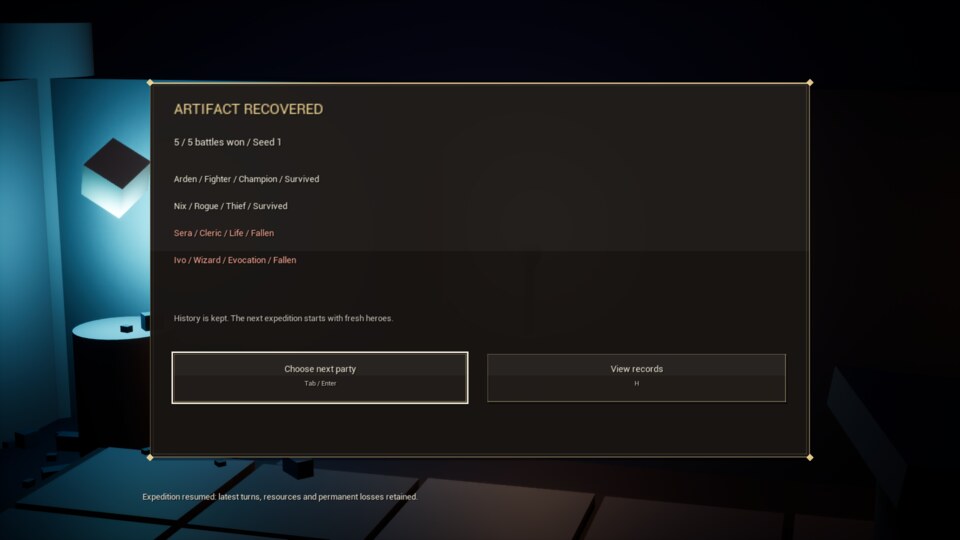 ARTIFACT RECOVERED
5 / 5 battles won / Seed 1
Arden / Fighter / Champion / Survived
Nix / Rogue / Thief / Survived
Sera / Cleric / Life / Fallen
Ivo / Wizard / Evocation / Fallen
History is kept. The next expedition starts with fresh heroes.
Choose next party
Tab / Enter
View records
H
Expedition resumed: latest turns, resources and permanent losses retained.